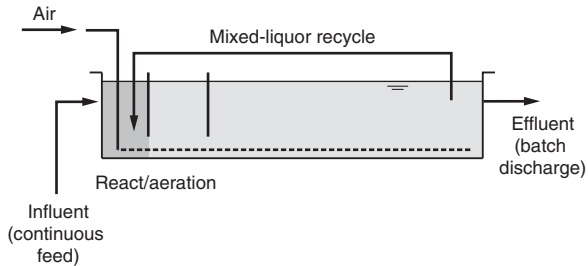 Air
Mixed-liquor recycle
Effluent
(batch
discharge)
React/aeration
Influent
(continuous
feed)